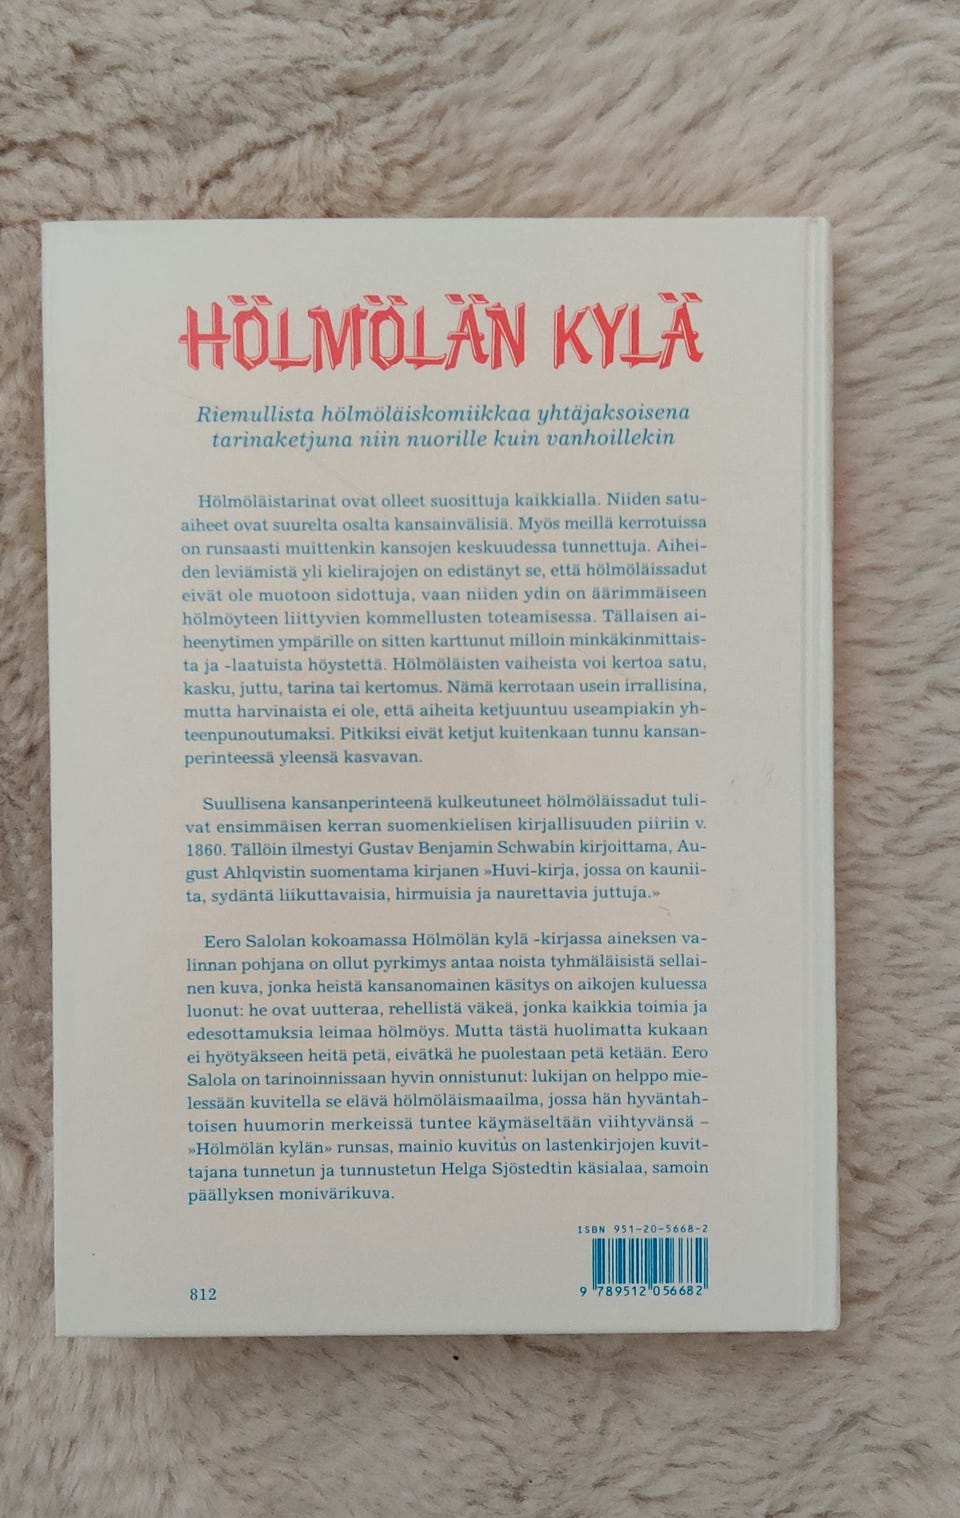 HÖLMÖLÄN KYLÄ
Riemullista hölmöläiskomiikkaa yhtäjaksoisena
tarinaketjuna niin nuorille kuin vanhoillekin
Hölmöläistarinat ovat olleet suosittuja kaikkialla. Niiden satu-
aiheet ovat suurelta osalta kansainvälisiä. Myös meillä kerrotuissa
on runsaasti muittenkin kansojen keskuudessa tunnettuja. Aihei-
den leviämistä yli kielirajojen on edistänyt se, että hölmöläissadut
eivät ole muotoon sidottuja, vaan niiden ydin on äärimmäiseen
hölmöyteen liittyvien kommellusten toteamisessa. Tällaisen ai-
heenytimen ympärille on sitten karttunut milloin minkäkinmittais-
ta ja -laatuista höystettä. Hölmöläisten vaiheista voi kertoa satu,
kasku, juttu, tarina tai kertomus. Nämä kerrotaan usein irrallisina,
mutta harvinaista ei ole, että aiheita ketjuuntuu useampiakin yh-
teenpunoutumaksi. Pitkiksi eivät ketjut kuitenkaan tunnu kansan-
perinteessä yleensä kasvavan.
Suullisena kansanperinteenä kulkeutuneet hölmöläissadut tuli-
vat ensimmäisen kerran suomenkielisen kirjallisuuden piiriin v.
1860. Tällöin ilmestyi Gustav Benjamin Schwabin kirjoittama, Au-
gust Ahlqvistin suomentama kirjanen »Huvi-kirja, jossa on kaunii-
ta, sydäntä liikuttavaisia, hirmuisia ja naurettavia juttuja.»
Eero Salolan kokoamassa Hölmölän kylä -kirjassa aineksen va-
linnan pohjana on ollut pyrkimys antaa noista tyhmäläisistä sellai-
nen kuva, jonka heistä kansanomainen käsitys on aikojen kuluessa
luonut: he ovat uutteraa, rehellistä väkeä, jonka kaikkia toimia ja
edesottamuksia leimaa hölmöys. Mutta tästä huolimatta kukaan
ei hyötyäkseen heitä petä, eivätkä he puolestaan petä ketään. Eero
Salola on tarinoinnissaan hyvin onnistunut: lukijan on helppo mie-
lessään kuvitella se elävä hölmöläismaailma, jossa hän hyväntah-
toisen huumorin merkeissä tuntee käymäseltään viihtyvänsä –
»Hölmölän kylän» runsas, mainio kuvitus on lastenkirjojen kuvit-
tajana tunnetun ja tunnustetun Helga Sjöstedtin käsialaa, samoin
päällyksen monivärikuva.
ISBN 951-20-5668-2
9 789512 056682
812